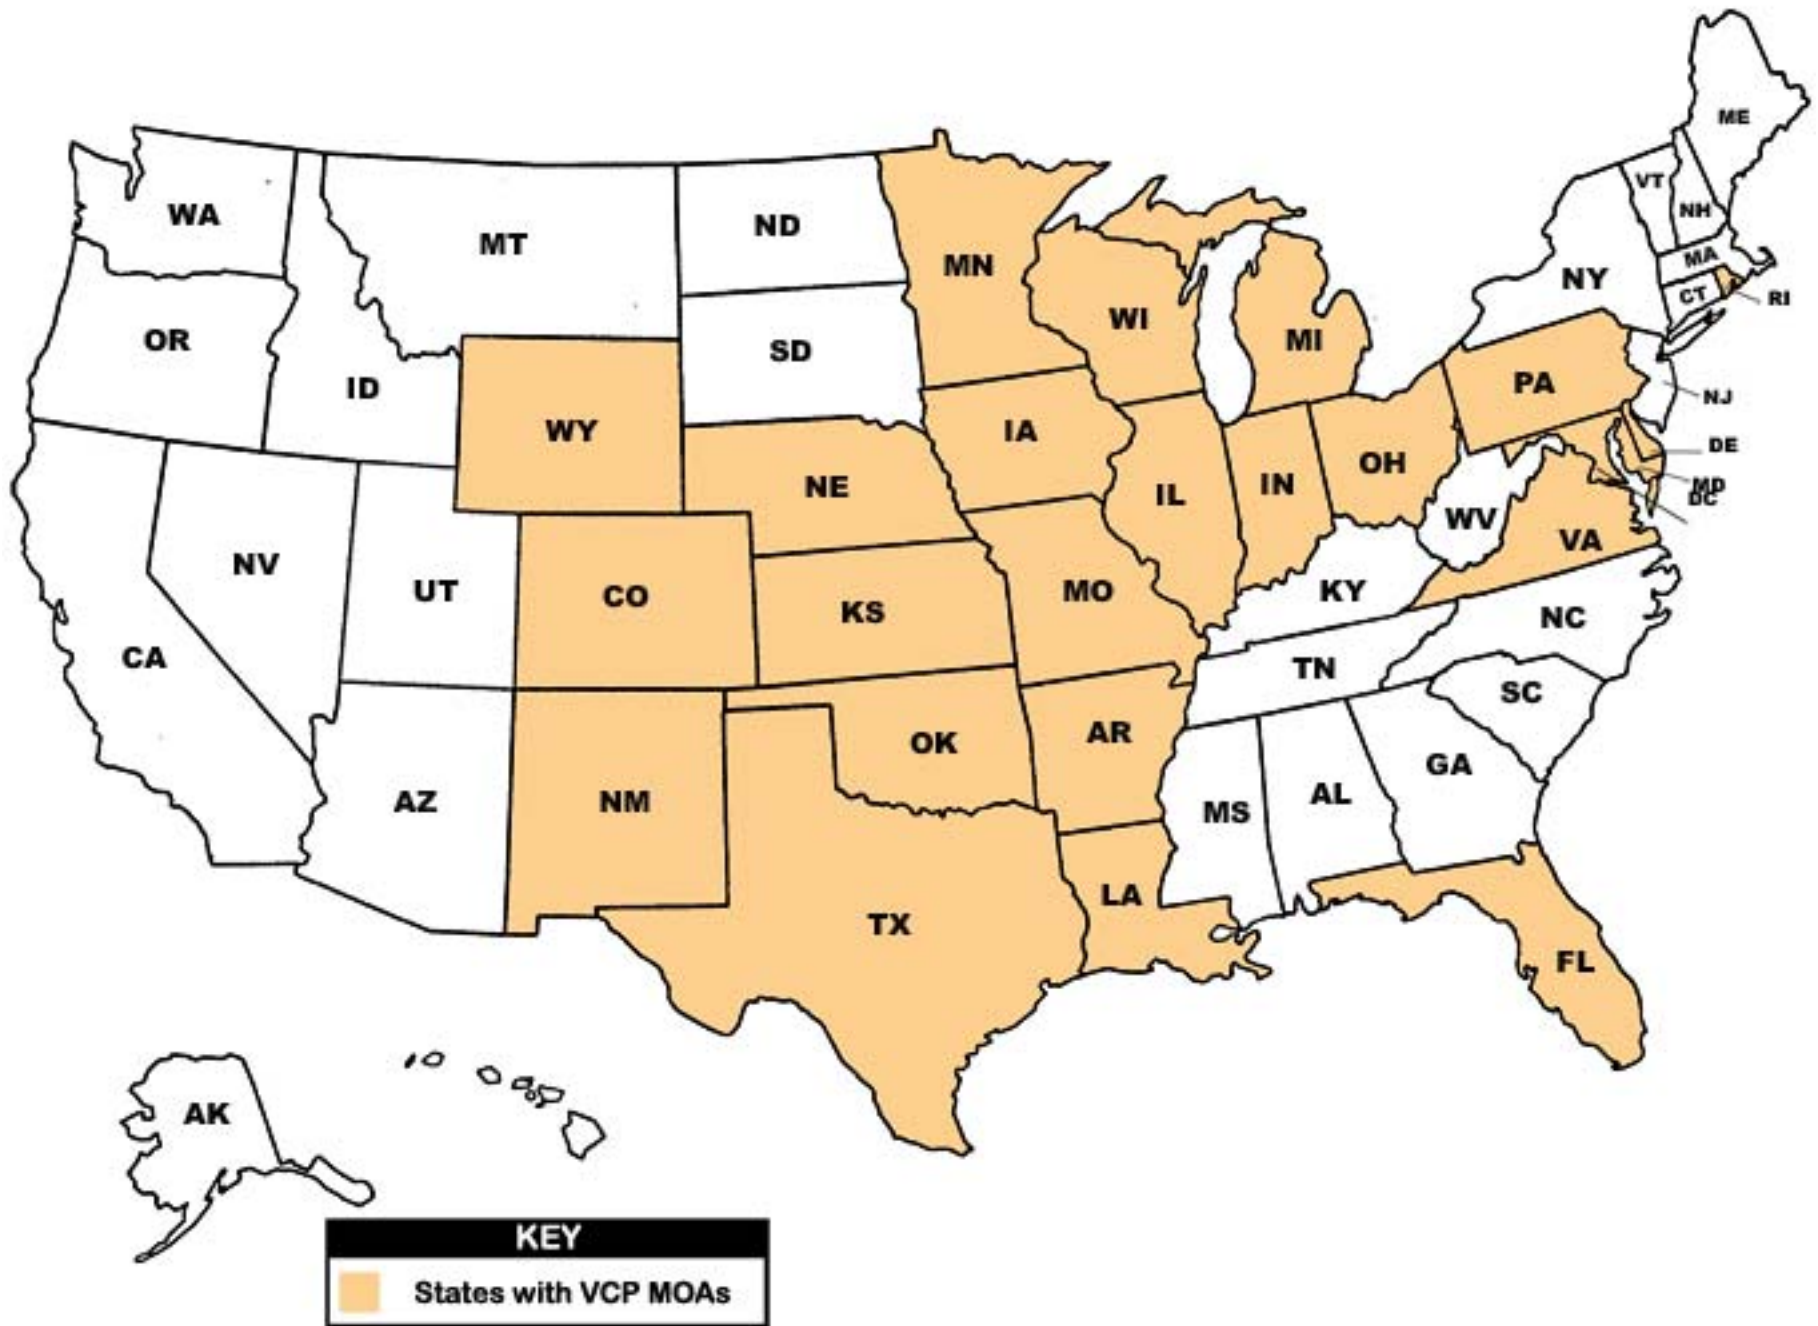 ME
WA
MT
ND
MN
VT
NH
MA
NY
CT
RI
OR
ID
SD
WI
MI
PA
NJ
WY
IA
NE
IL
IN
OH
DE
MD
DC
WV
VA
NV
UT
CO
KS
MO
KY
NC
CA
TN
SC
AZ
NM
OK
AR
MS
AL
GA
TX
LA
FL
AK
KEY
States with VCP MOAs